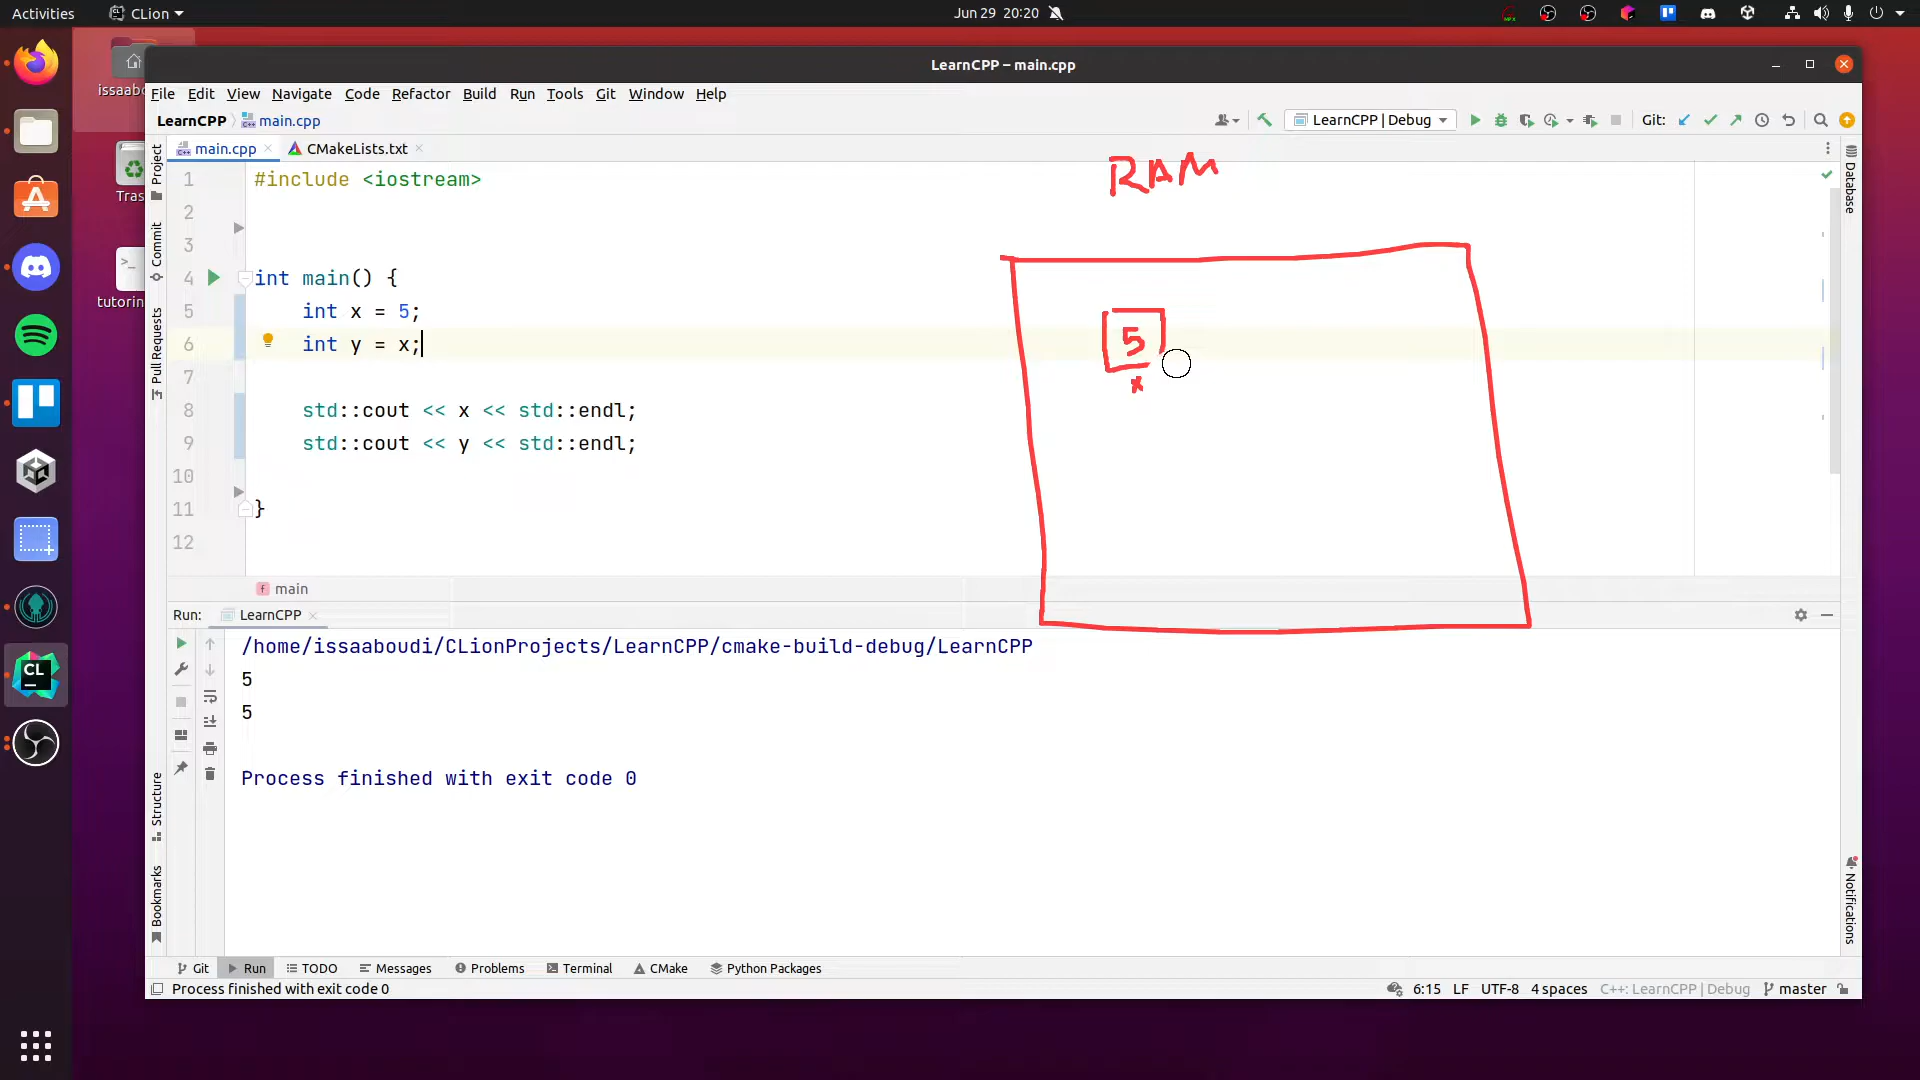 Activities CLion Jun 29 20:20
LearnCPP – main.cpp
issaabou
Tras
tutorin
File Edit View Navigate Code Refactor Build Run Tools Git Window Help
LearnCPP main.cpp LearnCPP | Debug Git:
main.cpp CMakeLists.txt
Project
Commit
Pull Requests
Structure
Bookmarks
Database
Notifications
RAM
1 #include <iostream>
2
3
4 int main() {
5 int x = 5;
6 int y = x;
7
8 std::cout << x << std::endl;
9 std::cout << y << std::endl;
10
11 }
12
5
x
f main
Run: LearnCPP
/home/issaaboudi/CLionProjects/LearnCPP/cmake-build-debug/LearnCPP
5
5
Process finished with exit code 0
Git Run TODO Messages Problems Terminal CMake Python Packages
Process finished with exit code 0 6:15 LF UTF-8 4 spaces C++: LearnCPP | Debug master